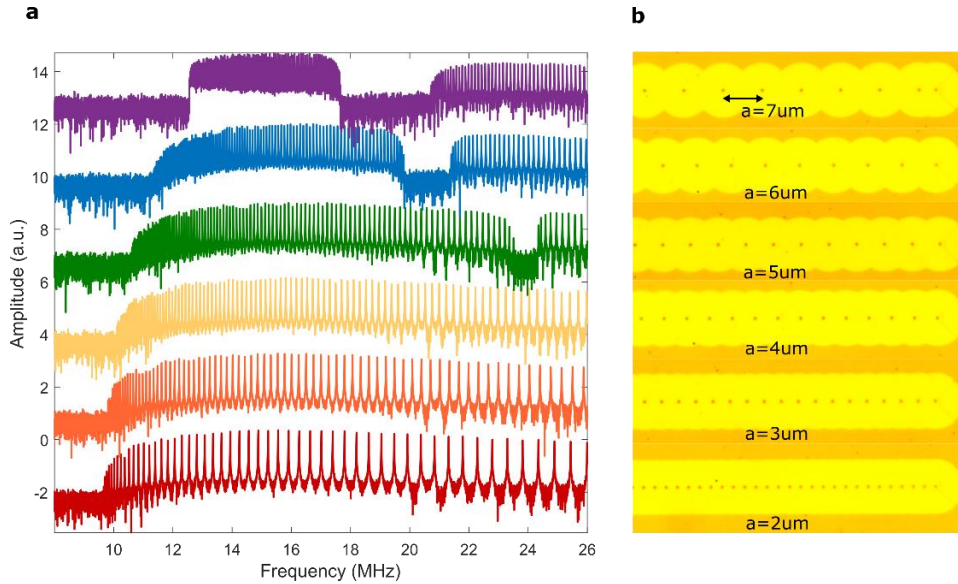 a
b
14
12
10
8
6
4
2
0
-2
Amplitude (a.u.)
10
12
14
16
18
20
22
24
26
Frequency (MHz)
a=7um
a=6um
a=5um
a=4um
a=3um
a=2um